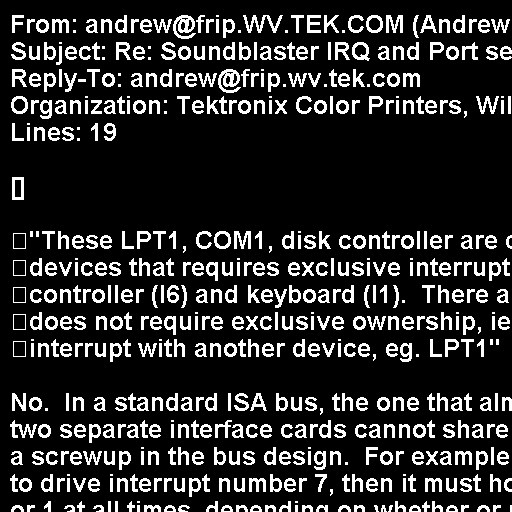 From: andrew@frip.WV.TEK.COM (Andrew
Subject: Re: Soundblaster IRQ and Port se
Reply-To: andrew@frip.wv.tek.com
Organization: Tektronix Color Printers, Wil
Lines: 19
[]
"These LPT1, COM1, disk controller are
devices that requires exclusive interrupt
controller (I6) and keyboard (I1).  There a
does not require exclusive ownership, ie
interrupt with another device, eg. LPT1"
No.  In a standard ISA bus, the one that alm
two separate interface cards cannot share
a screwup in the bus design.  For example
to drive interrupt number 7, then it must ho
or 1 at all times, depending on whether or